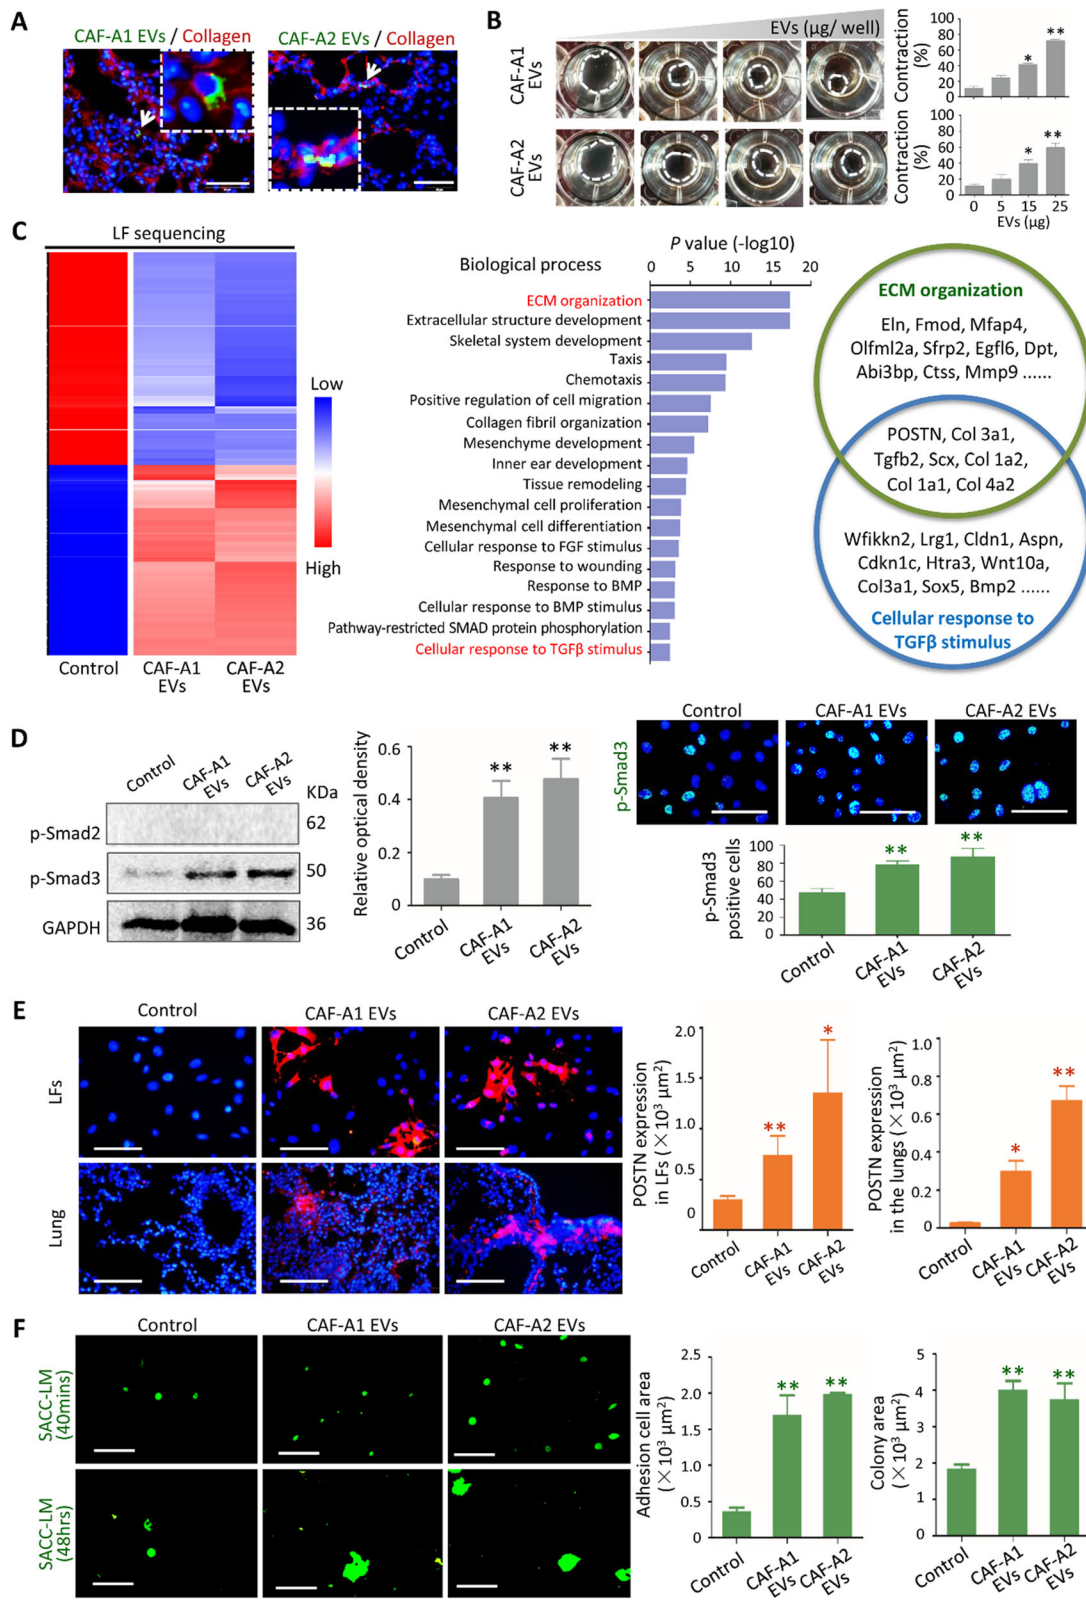 A
CAF-A1 EVs / Collagen
CAF-A2 EVs / Collagen
B
EVs (μg/ well)
CAF-A1
EVs
CAF-A2
EVs
Contraction
(%)
100
80
60
40
20
0
*
**
Contraction
(%)
100
80
60
40
20
0
*
**
0 5 15 25
EVs (μg)
C
LF sequencing
Control
CAF-A1
EVs
CAF-A2
EVs
Low
High
Biological process
P value (-log10)
0 5 10 15 20
ECM organization
Extracellular structure development
Skeletal system development
Taxis
Chemotaxis
Positive regulation of cell migration
Collagen fibril organization
Mesenchyme development
Inner ear development
Tissue remodeling
Mesenchymal cell proliferation
Mesenchymal cell differentiation
Cellular response to FGF stimulus
Response to wounding
Response to BMP
Cellular response to BMP stimulus
Pathway-restricted SMAD protein phosphorylation
Cellular response to TGFβ stimulus
ECM organization
Eln, Fmod, Mfap4,
Olfml2a, Sfrp2, Egfl6, Dpt,
Abi3bp, Ctss, Mmp9 ......
POSTN, Col 3a1,
Tgfb2, Scx, Col 1a2,
Col 1a1, Col 4a2
Wfikkn2, Lrg1, Cldn1, Aspn,
Cdkn1c, Htra3, Wnt10a,
Col3a1, Sox5, Bmp2 ......
Cellular response to
TGFβ stimulus
D
Control
CAF-A1
EVs
CAF-A2
EVs
KDa
p-Smad2
62
p-Smad3
50
GAPDH
36
Relative optical density
0.6
0.4
0.2
0
**
**
Control
CAF-A1
EVs
CAF-A2
EVs
Control
CAF-A1 EVs
CAF-A2 EVs
p-Smad3
p-Smad3
positive cells
100
80
60
40
20
0
**
**
Control
CAF-A1
EVs
CAF-A2
EVs
E
Control
CAF-A1 EVs
CAF-A2 EVs
LFs
Lung
POSTN expression
in LFs (×10³ μm²)
2.0
1.5
1.0
0.5
0
**
*
Control
CAF-A1
EVs
CAF-A2
EVs
POSTN expression
in the lungs (×10³ μm²)
1.0
0.8
0.6
0.4
0.2
0
*
**
Control
CAF-A1
EVs
CAF-A2
EVs
F
Control
CAF-A1 EVs
CAF-A2 EVs
SACC-LM
(40mins)
SACC-LM
(48hrs)
Adhesion cell area
(×10³ μm²)
2.5
2.0
1.5
1.0
0.5
0
**
**
Control
CAF-A1
EVs
CAF-A2
EVs
Colony area
(×10³ μm²)
5
4
3
2
1
0
**
**
Control
CAF-A1
EVs
CAF-A2
EVs